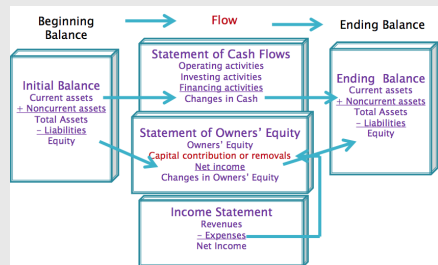 Beginning
Balance
Flow
Ending Balance
Initial Balance
Current assets
+ Noncurrent assets
Total Assets
- Liabilities
Equity
Statement of Cash Flows
Operating activities
Investing activities
Financing activities
Changes in Cash
Statement of Owners' Equity
Owners' Equity
Capital contribution or removals
Net income
Changes in Owners' Equity
Income Statement
Revenues
- Expenses
Net Income
Ending Balance
Current assets
+ Noncurrent assets
Total Assets
- Liabilities
Equity